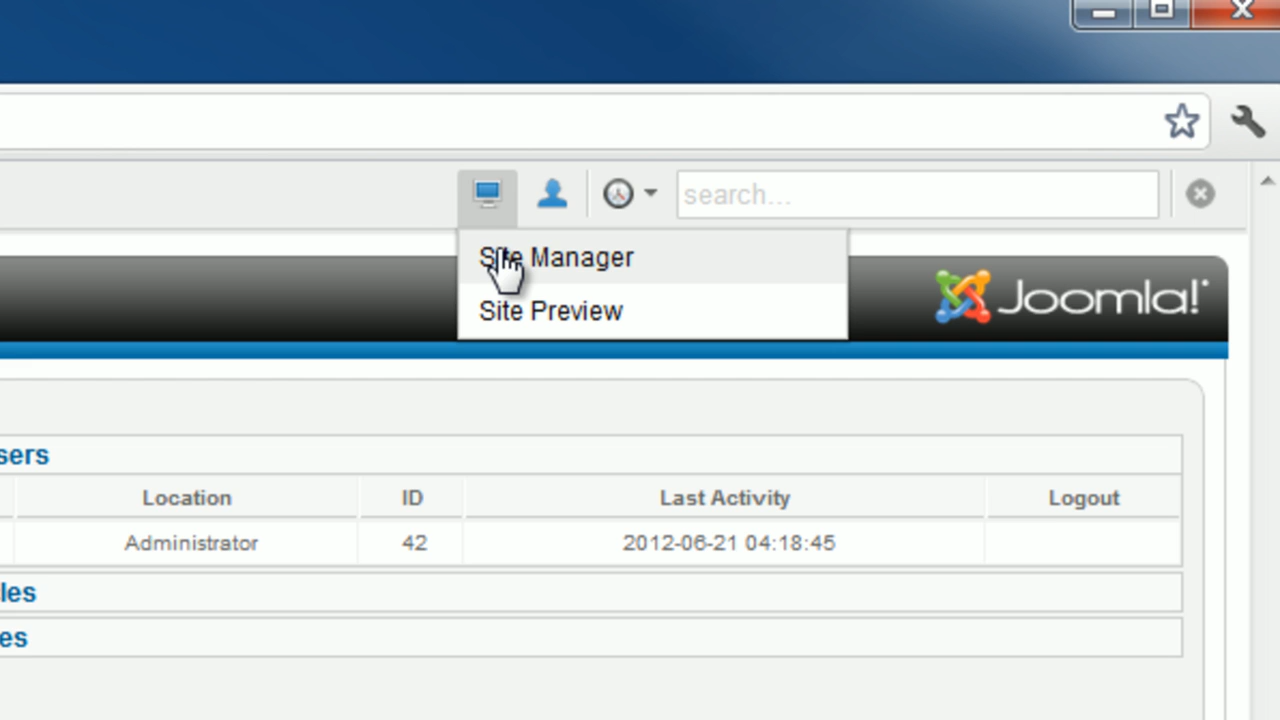 search...
Site Manager
Site Preview
Joomla!
sers
Location ID Last Activity Logout
Administrator 42 2012-06-21 04:18:45
les
es